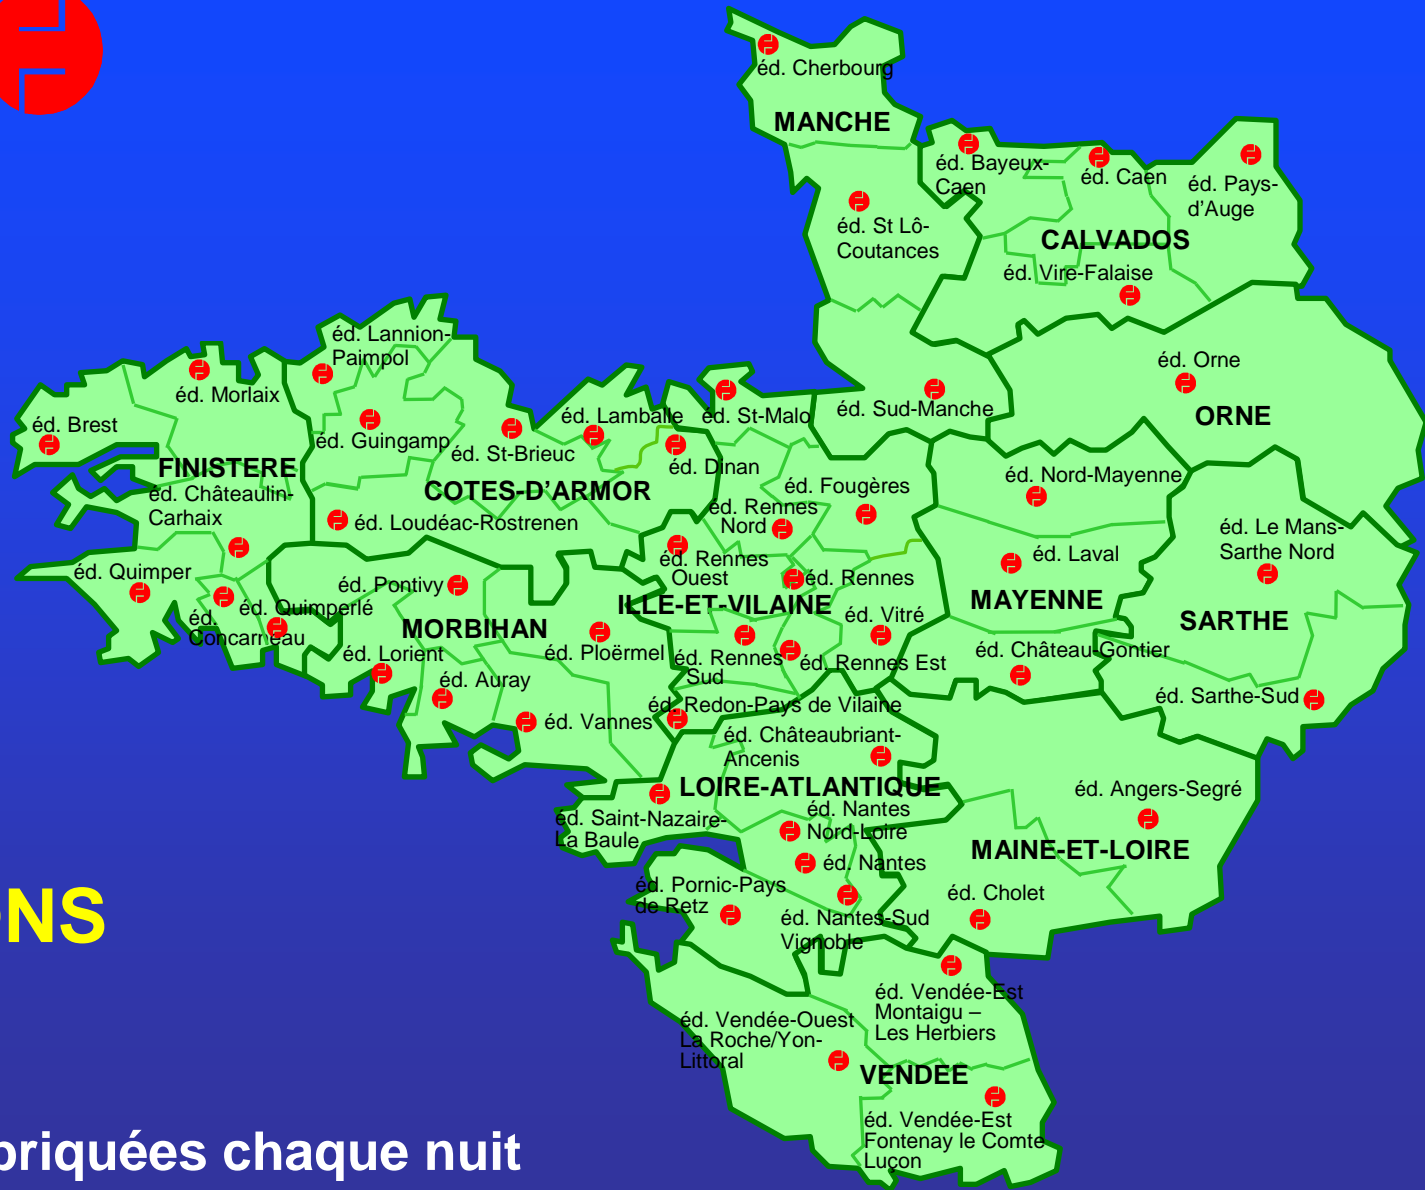 éd. Cherbourg
MANCHE
éd. Bayeux-
Caen
éd. Caen
éd. Pays-
d'Auge
éd. St Lô-
Coutances
CALVADOS
éd. Vire-Falaise
éd. Lannion-
Paimpol
éd. Morlaix
éd. Orne
ORNE
éd. Brest
éd. Guingamp
éd. St-Brieuc
éd. Lamballe
éd. St-Malo
éd. Sud-Manche
FINISTERE
éd. Dinan
COTES-D'ARMOR
éd. Châteaulin-
Carhaix
éd. Loudéac-Rostrenen
éd. Fougères
éd. Rennes
Nord
éd. Nord-Mayenne
éd. Le Mans-
Sarthe Nord
éd. Rennes
Ouest
éd. Rennes
éd. Laval
éd. Quimper
éd. Pontivy
éd. Quimperlé
éd.
Concarneau
MORBIHAN
ILLE-ET-VILAINE
MAYENNE
SARTHE
éd. Vitré
éd. Lorient
éd. Ploërmel
éd. Rennes
Sud
éd. Rennes Est
éd. Château-Gontier
éd. Auray
éd. Sarthe-Sud
éd. Vannes
éd. Redon-Pays de Vilaine
éd. Châteaubriant-
Ancenis
LOIRE-ATLANTIQUE
éd. Angers-Segré
éd. Saint-Nazaire-
La Baule
éd. Nantes
Nord-Loire
MAINE-ET-LOIRE
éd. Nantes
éd. Pornic-Pays
de Retz
éd. Cholet
éd. Nantes-Sud
Vignoble
NS
éd. Vendée-Est
Montaigu –
Les Herbiers
éd. Vendée-Ouest
La Roche/Yon-
Littoral
VENDEE
éd. Vendée-Est
Fontenay le Comte
Luçon
briquées chaque nuit